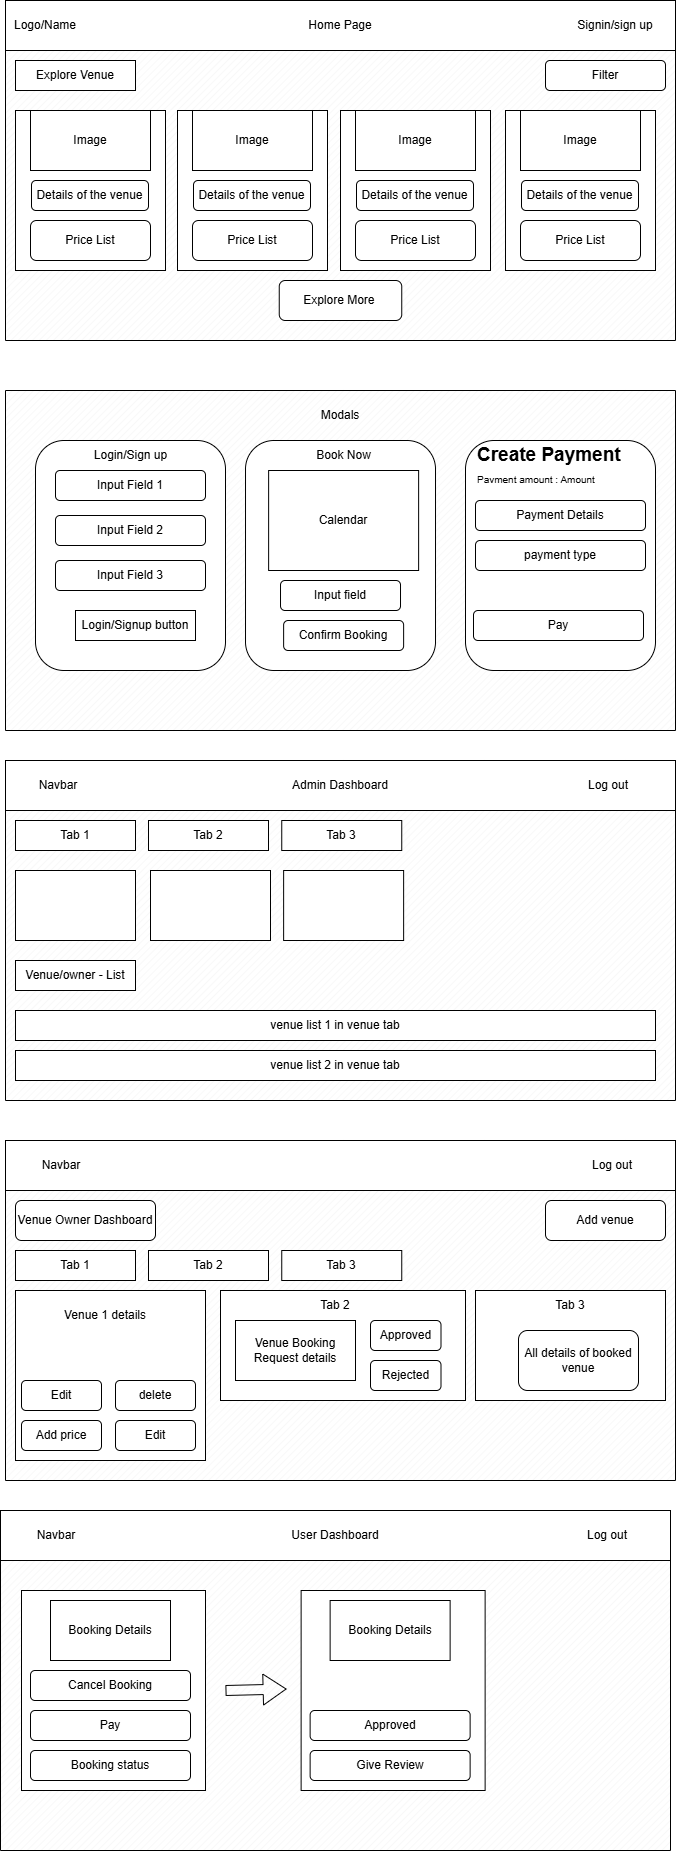 Logo/Name
Home Page
Signin/sign up
Explore Venue
Filter
Image
Image
Image
Image
Details of the venue
Details of the venue
Details of the venue
Details of the venue
Price List
Price List
Price List
Price List
Explore More
Modals
Login/Sign up
Input Field 1
Input Field 2
Input Field 3
Login/Signup button
Book Now
Calendar
Input field
Confirm Booking
Create Payment
Payment amount : Amount
Payment Details
payment type
Pay
Navbar
Admin Dashboard
Log out
Tab 1
Tab 2
Tab 3
Venue/owner - List
venue list 1 in venue tab
venue list 2 in venue tab
Navbar
Log out
Venue Owner Dashboard
Add venue
Tab 1
Tab 2
Tab 3
Venue 1 details
Edit
delete
Add price
Edit
Tab 2
Venue Booking
Request details
Approved
Rejected
Tab 3
All details of booked
venue
Navbar
User Dashboard
Log out
Booking Details
Cancel Booking
Pay
Booking status
Booking Details
Approved
Give Review